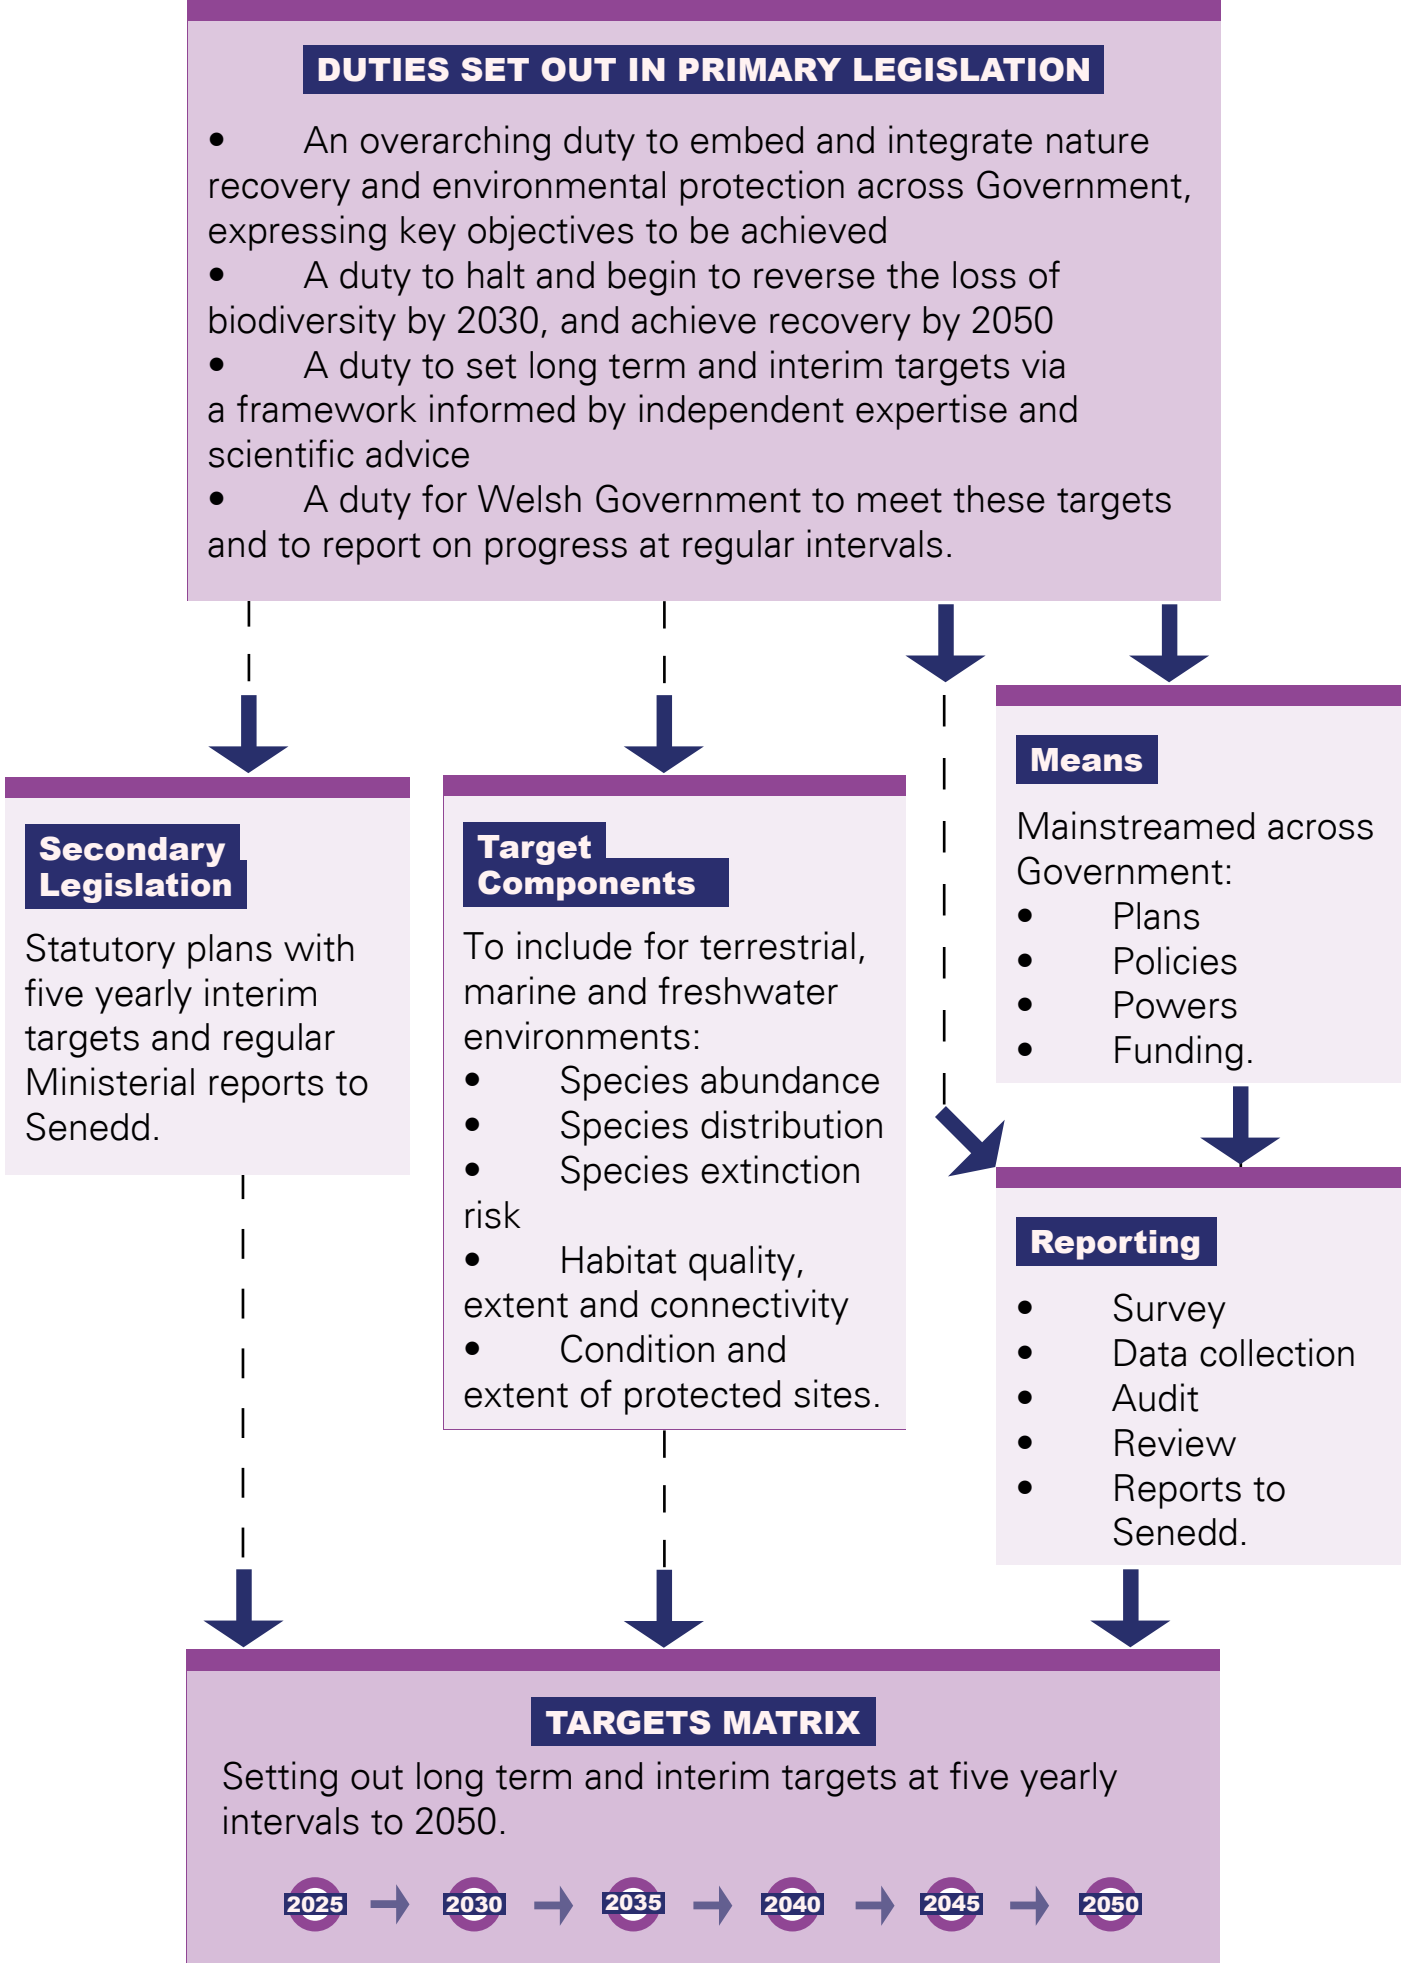 DUTIES SET OUT IN PRIMARY LEGISLATION
• An overarching duty to embed and integrate nature
recovery and environmental protection across Government,
expressing key objectives to be achieved
• A duty to halt and begin to reverse the loss of
biodiversity by 2030, and achieve recovery by 2050
• A duty to set long term and interim targets via
a framework informed by independent expertise and
scientific advice
• A duty for Welsh Government to meet these targets
and to report on progress at regular intervals.
Secondary
Legislation
Statutory plans with
five yearly interim
targets and regular
Ministerial reports to
Senedd.
Target
Components
To include for terrestrial,
marine and freshwater
environments:
• Species abundance
• Species distribution
• Species extinction
risk
• Habitat quality,
extent and connectivity
• Condition and
extent of protected sites.
Means
Mainstreamed across
Government:
• Plans
• Policies
• Powers
• Funding.
Reporting
• Survey
• Data collection
• Audit
• Review
• Reports to
Senedd.
TARGETS MATRIX
Setting out long term and interim targets at five yearly
intervals to 2050.
2025 2030 2035 2040 2045 2050